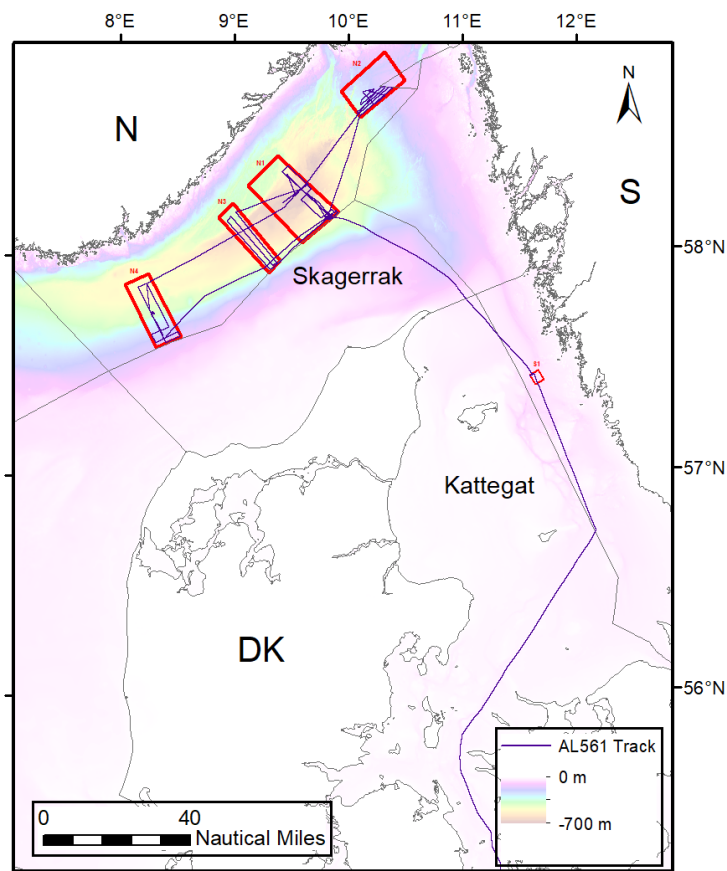 8°E 9°E 10°E 11°E 12°E
N2
N
N
N1
S
N3
58°N
Skagerrak
N4
S1
57°N
Kattegat
DK
56°N
AL561 Track
0 m
-700 m
0 40
Nautical Miles